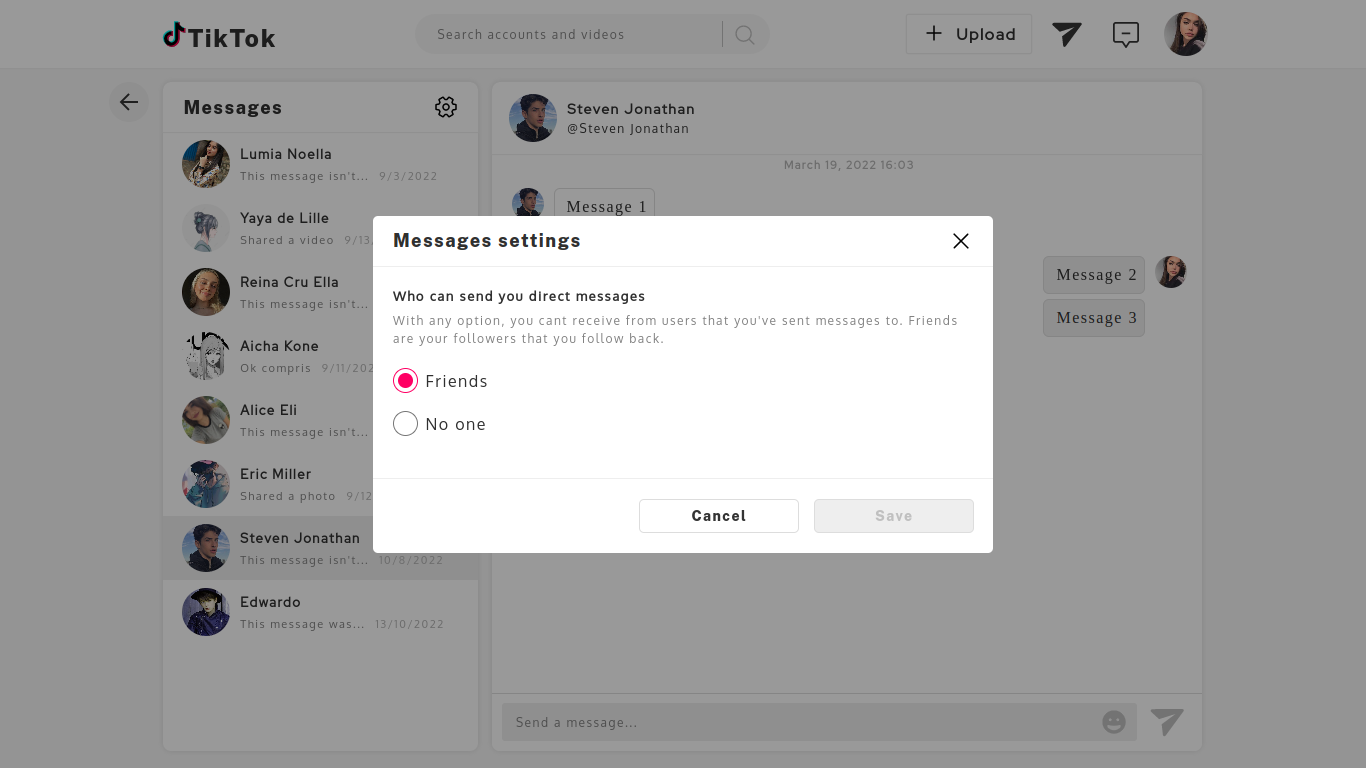 TikTok
Search accounts and videos
Upload
Messages
Lumia Noella
This message isn't... 9/3/2022
Yaya de Lille
Shared a video 9/13,
Reina Cru Ella
This message isn't...
Aicha Kone
Ok compris 9/11/202
Alice Eli
This message isn't...
Eric Miller
Shared a photo 9/12
Steven Jonathan
This message isn't... 10/8/2022
Edwardo
This message was... 13/10/2022
Steven Jonathan
@Steven Jonathan
March 19, 2022 16:03
Message 1
Message 2
Message 3
Messages settings
Who can send you direct messages
With any option, you cant receive from users that you've sent messages to. Friends
are your followers that you follow back.
Friends
No one
Cancel
Save
Send a message...